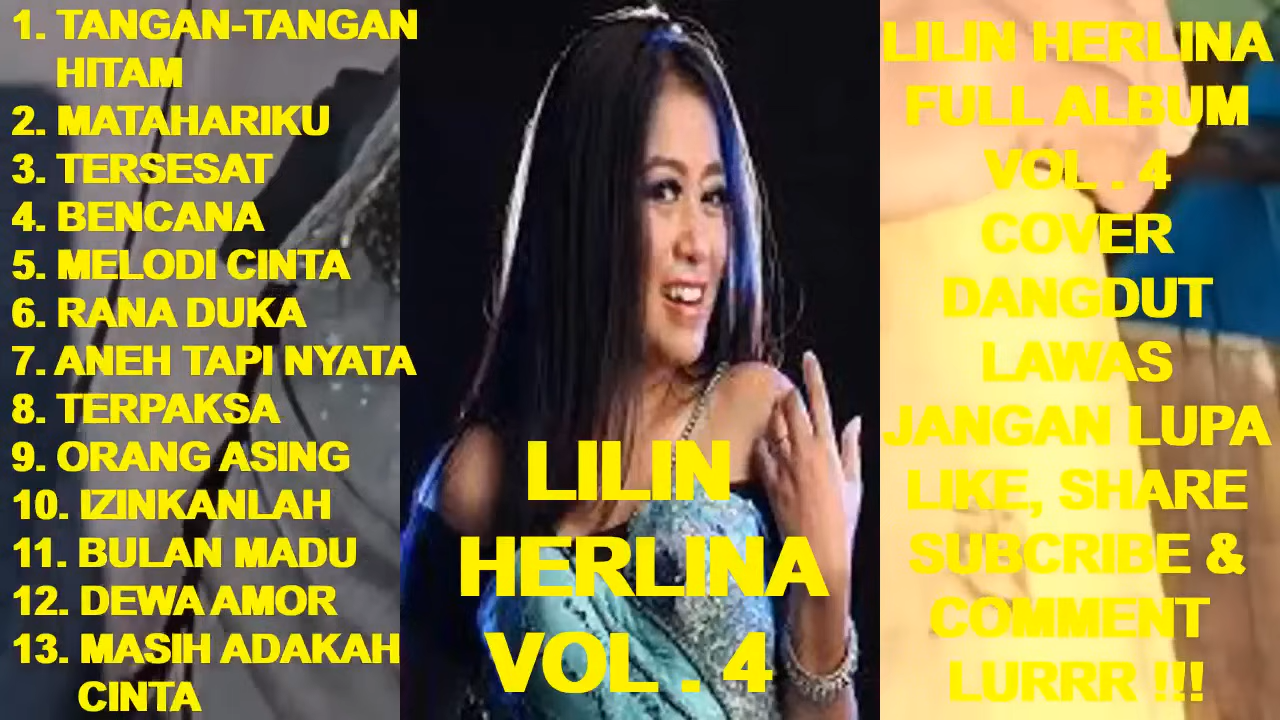 1. TANGAN-TANGAN
HITAM
2. MATAHARIKU
3. TERSESAT
4. BENCANA
5. MELODI CINTA
6. RANA DUKA
7. ANEH TAPI NYATA
8. TERPAKSA
9. ORANG ASING
10. IZINKANLAH
11. BULAN MADU
12. DEWA AMOR
13. MASIH ADAKAH
CINTA
LILIN
HERLINA
VOL . 4
LILIN HERLINA
FULL ALBUM
VOL . 4
COVER
DANGDUT
LAWAS
JANGAN LUPA
LIKE, SHARE
SUBCRIBE &
COMMENT
LURRR !!!